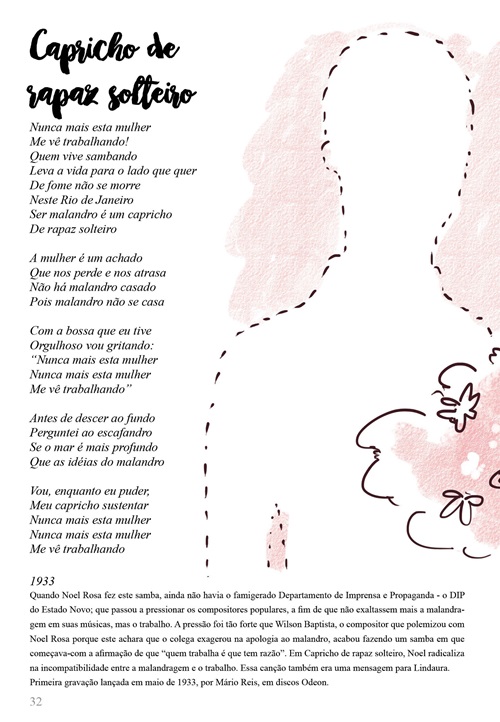 Capricho de
rapaz solteiro
Nunca mais esta mulher
Me vê trabalhando!
Quem vive sambando
Leva a vida para o lado que quer
De fome não se morre
Neste Rio de Janeiro
Ser malandro é um capricho
De rapaz solteiro
A mulher é um achado
Que nos perde e nos atrasa
Não há malandro casado
Pois malandro não se casa
Com a bossa que eu tive
Orgulhoso vou gritando:
“Nunca mais esta mulher
Nunca mais esta mulher
Me vê trabalhando”
Antes de descer ao fundo
Perguntei ao escafandro
Se o mar é mais profundo
Que as idéias do malandro
Vou, enquanto eu puder,
Meu capricho sustentar
Nunca mais esta mulher
Nunca mais esta mulher
Me vê trabalhando
1933
Quando Noel Rosa fez este samba, ainda não havia o famigerado Departamento de Imprensa e Propaganda - o DIP
do Estado Novo; que passou a pressionar os compositores populares, a fim de que não exaltassem mais a malandra-
gem em suas músicas, mas o trabalho. A pressão foi tão forte que Wilson Baptista, o compositor que polemizou com
Noel Rosa porque este achara que o colega exagerou na apologia ao malandro, acabou fazendo um samba em que
começava-com a afirmação de que “quem trabalha é que tem razão”. Em Capricho de rapaz solteiro, Noel radicaliza
na incompatibilidade entre a malandragem e o trabalho. Essa canção também era uma mensagem para Lindaura.
Primeira gravação lançada em maio de 1933, por Mário Reis, em discos Odeon.
32